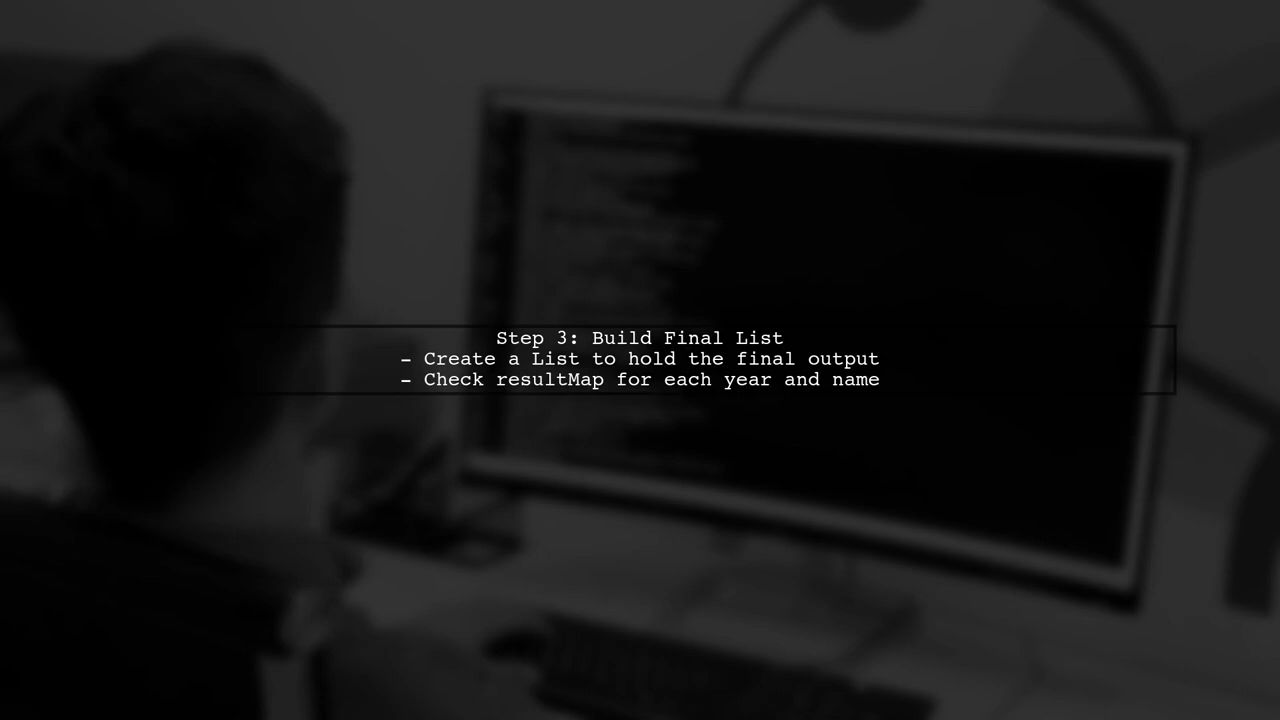 Step 3: Build Final List
- Create a List to hold the final output
- Check resultMap for each year and name